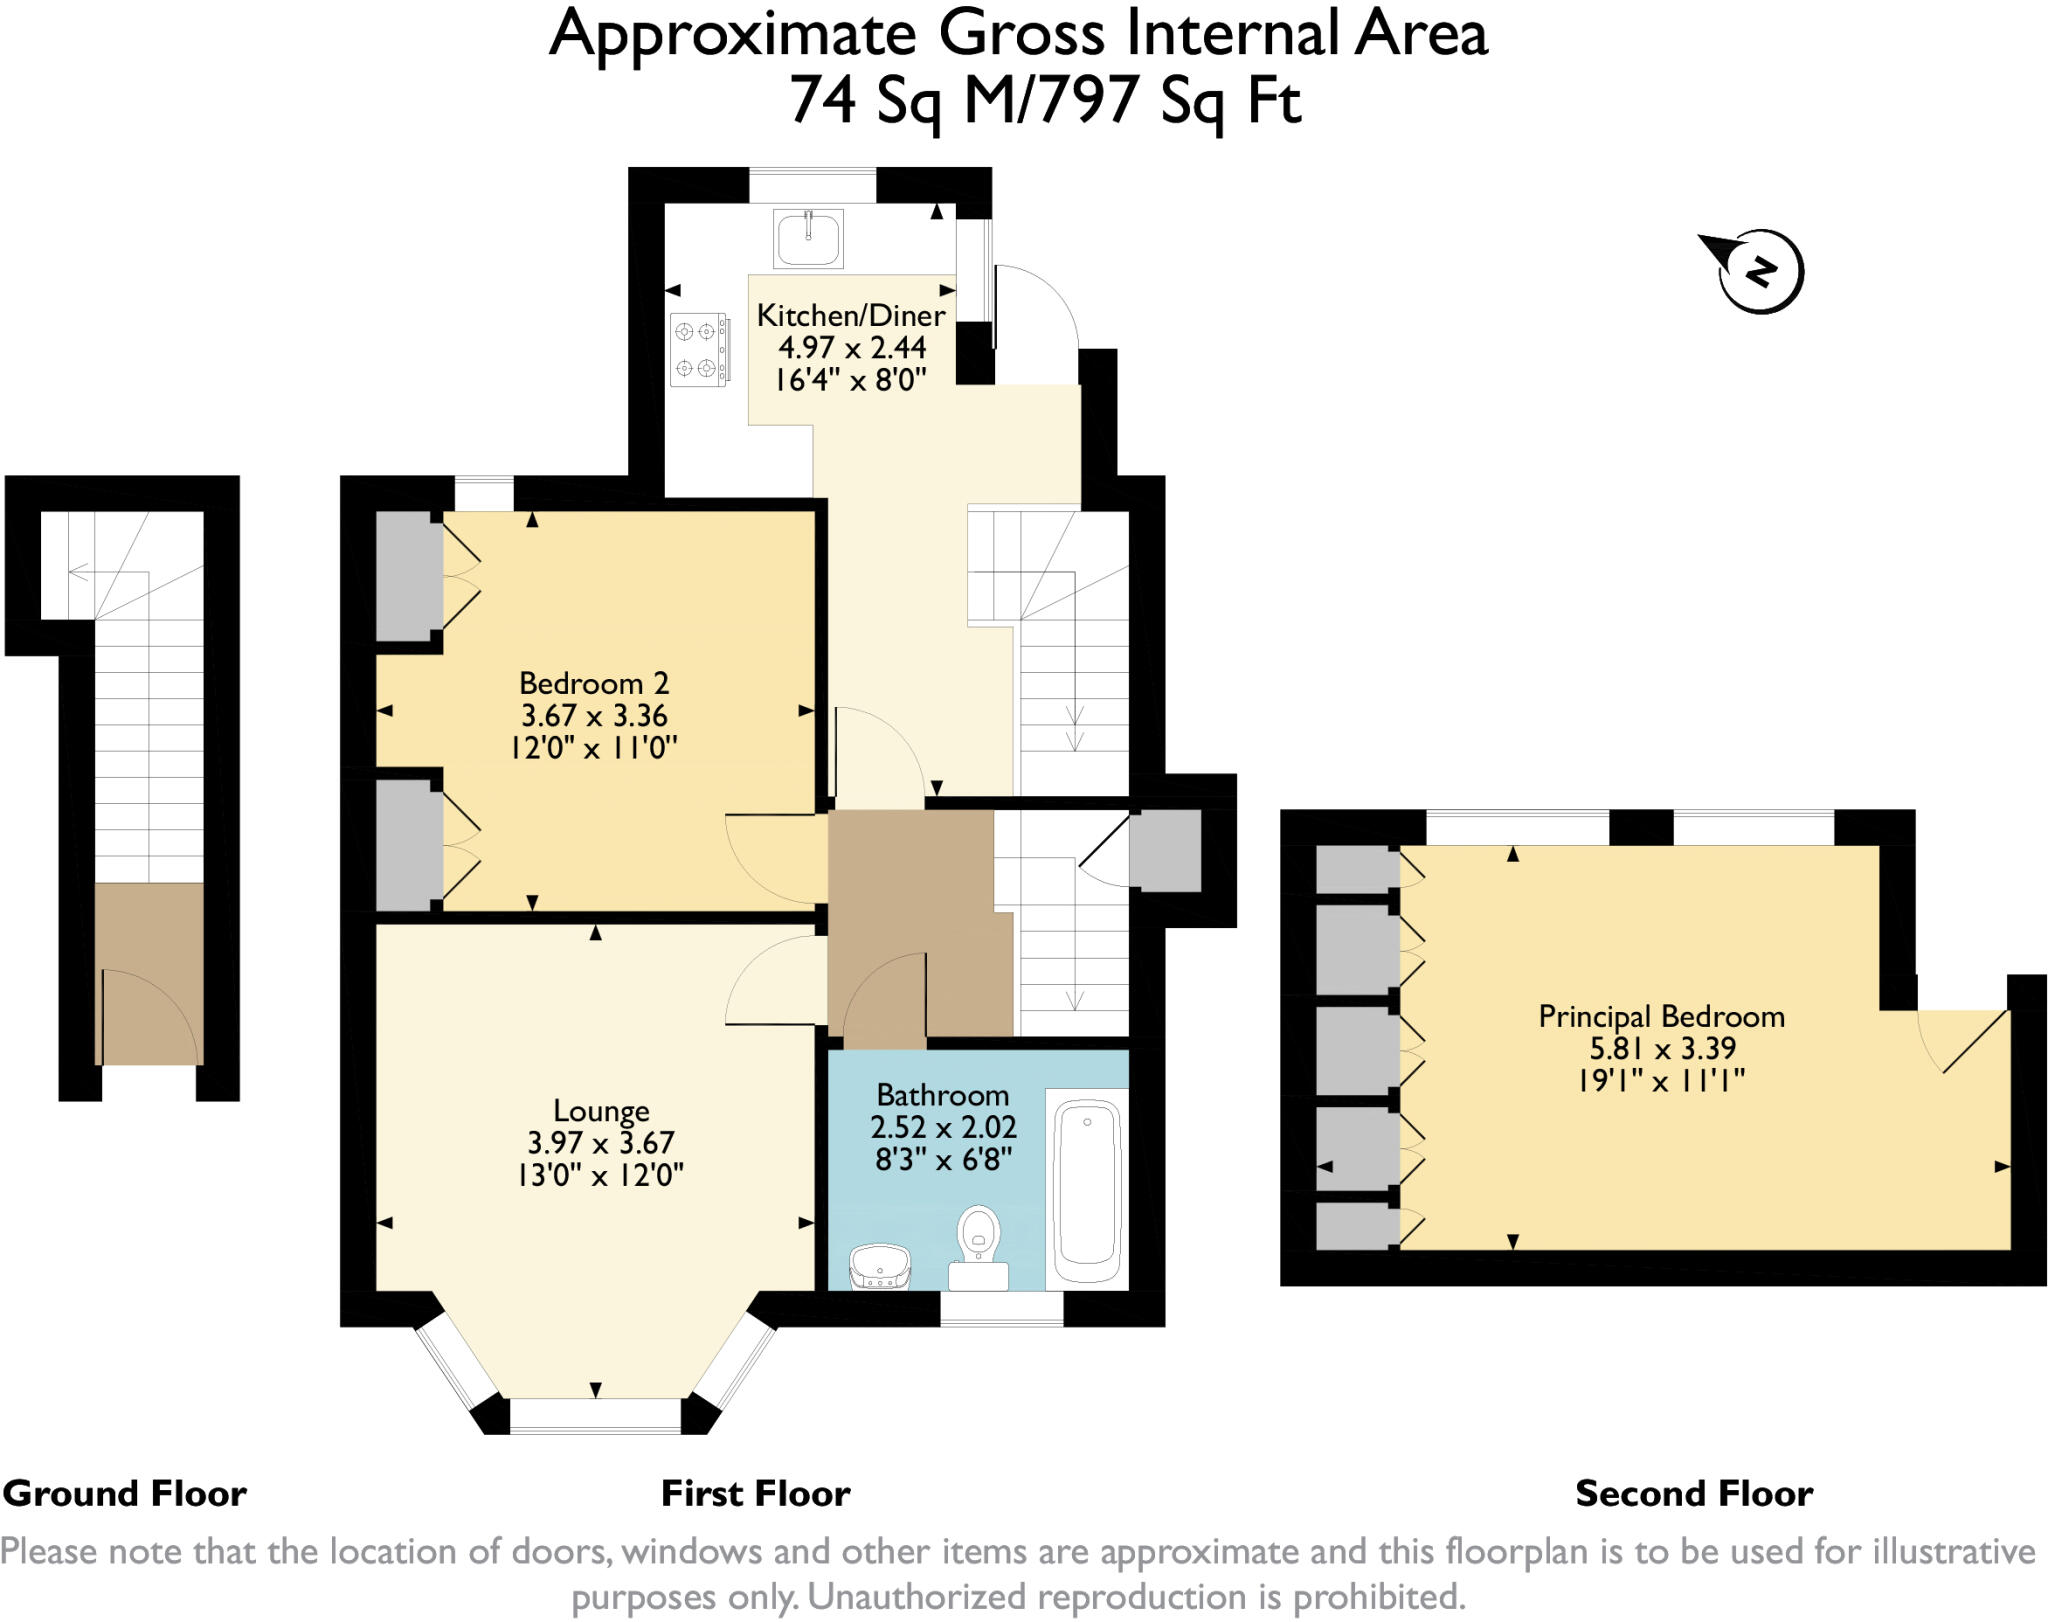 Approximate Gross Internal Area
74 Sq M/797 Sq Ft
N
Kitchen/Diner
4.97 x 2.44
16'4" x 8'0"
Bedroom 2
3.67 x 3.36
12'0" x 11'0"
Principal Bedroom
5.81 x 3.39
19'1" x 11'1"
Lounge
3.97 x 3.67
13'0" x 12'0"
Bathroom
2.52 x 2.02
8'3" x 6'8"
Ground Floor
First Floor
Second Floor
Please note that the location of doors, windows and other items are approximate and this floorplan is to be used for illustrative
purposes only. Unauthorized reproduction is prohibited.